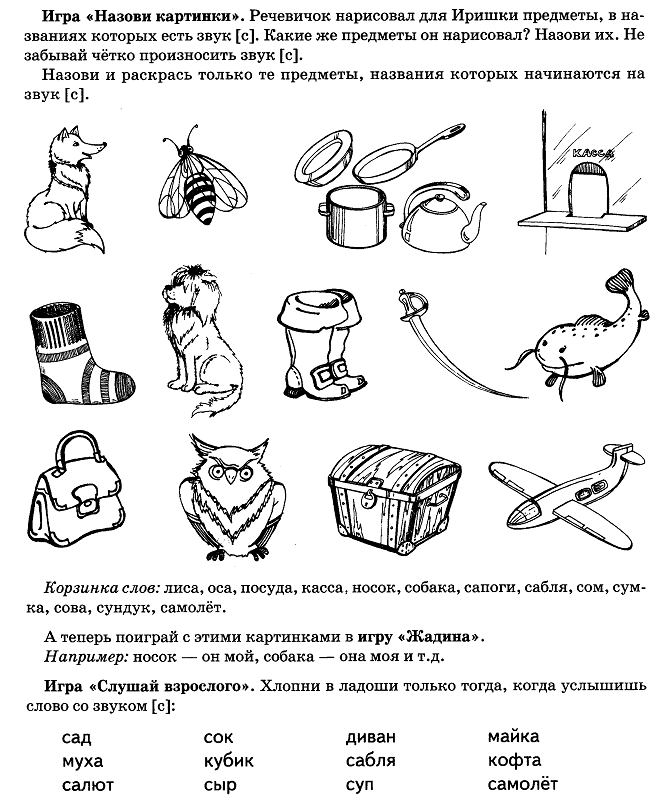 Игра «Назови картинки». Речевичок нарисовал для Иришки предметы, в на-
званиях которых есть звук [с]. Какие же предметы он нарисовал? Назови их. Не
забывай чётко произносить звук [с].
Назови и раскрась только те предметы, названия которых начинаются на
звук [с].
КАССА
Корзинка слов: лиса, оса, посуда, касса, носок, собака, сапоги, сабля, сом, сум-
ка, сова, сундук, самолёт.
А теперь поиграй с этими картинками в игру «Жадина».
Например: носок — он мой, собака — она моя и т.д.
Игра «Слушай взрослого». Хлопни в ладоши только тогда, когда услышишь
слово со звуком [с]:
сад сок диван майка
муха кубик сабля кофта
салют сыр суп самолёт